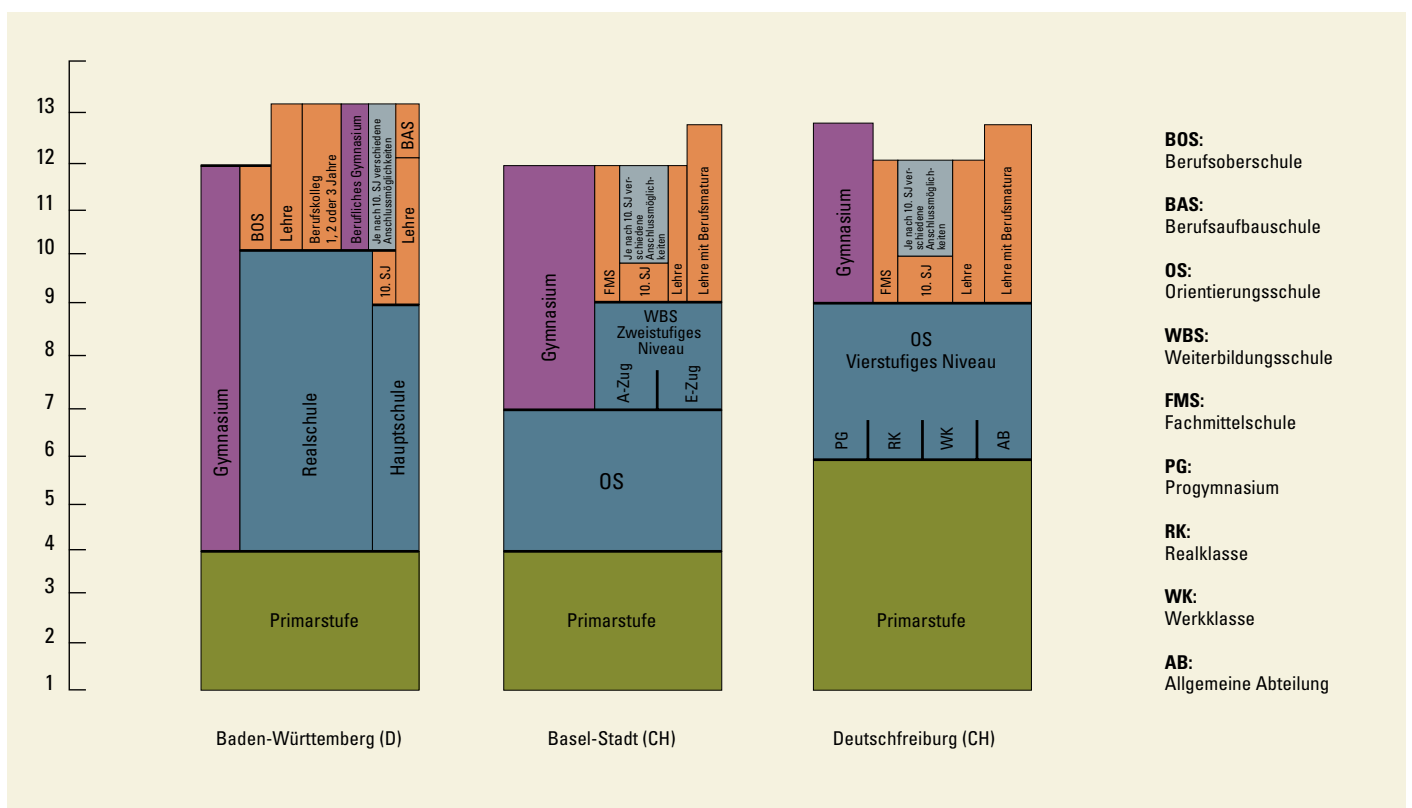 13
12
11
10
9
8
7
6
5
4
3
2
1
Gymnasium
BOS
Lehre
Berufskolleg
1, 2 oder 3 Jahre
Berufliches Gymnasium
Je nach 10. SJ verschiedene
Anschlussmöglichkeiten
BAS
Lehre
10. SJ
Realschule
Hauptschule
Primarstufe
Baden-Württemberg (D)
Gymnasium
FMS
Je nach 10. SJ ver-
schiedene
Anschlussmöglich-
keiten
10. SJ
Lehre
Lehre mit Berufsmatura
WBS
Zweistufiges
Niveau
A-Zug
E-Zug
OS
Primarstufe
Basel-Stadt (CH)
Gymnasium
FMS
Je nach 10. SJ ver-
schiedene
Anschlussmöglich-
keiten
10. SJ
Lehre
Lehre mit Berufsmatura
OS
Vierstufiges Niveau
PG
RK
WK
AB
Primarstufe
Deutschfreiburg (CH)
BOS:
Berufsoberschule
BAS:
Berufsaufbauschule
OS:
Orientierungsschule
WBS:
Weiterbildungsschule
FMS:
Fachmittelschule
PG:
Progymnasium
RK:
Realklasse
WK:
Werkklasse
AB:
Allgemeine Abteilung